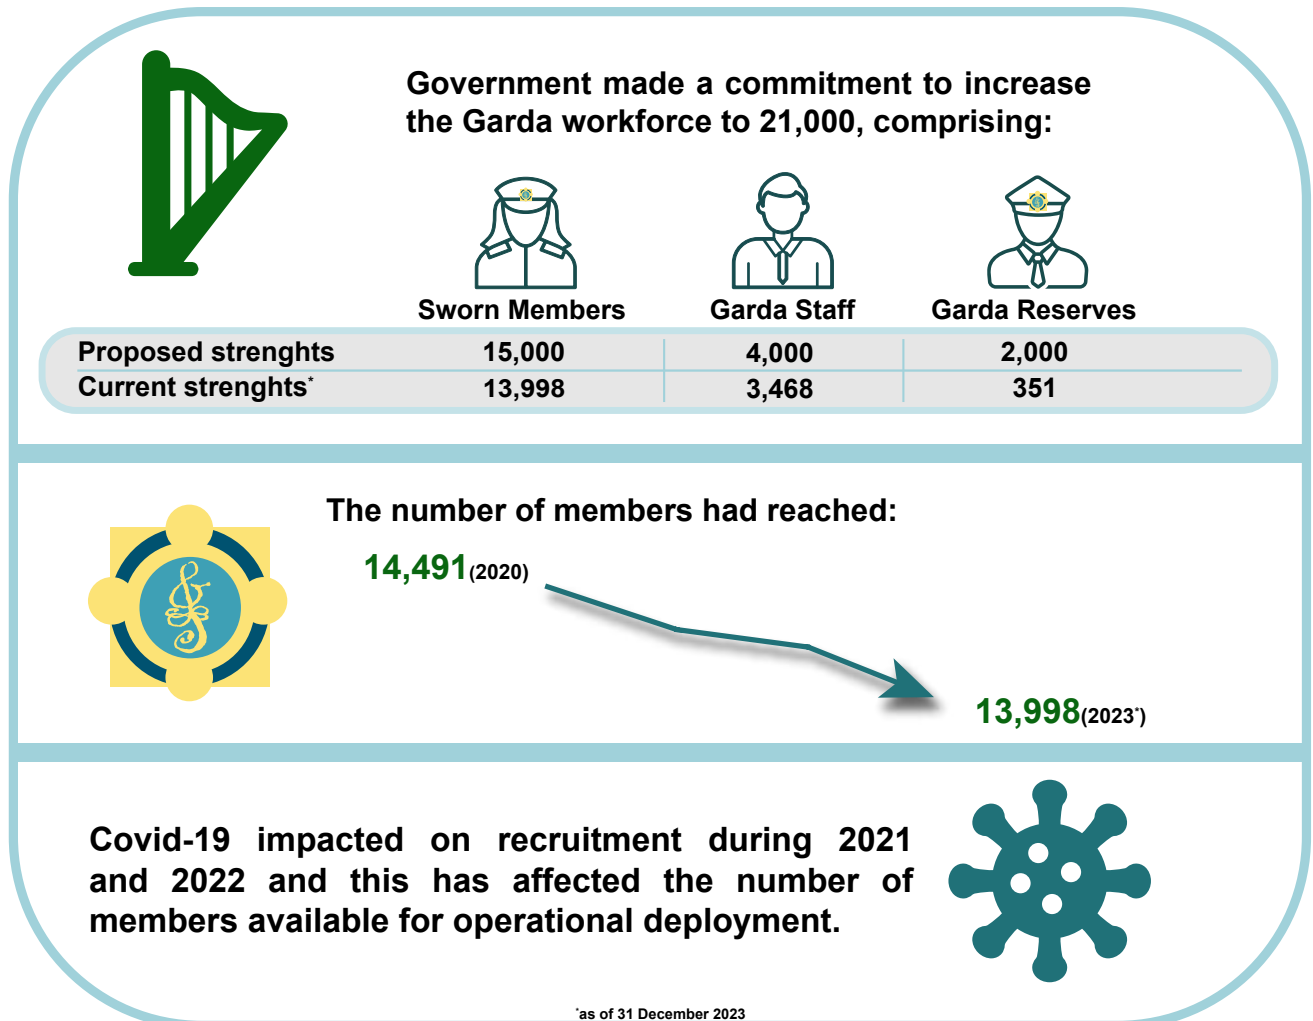 Government made a commitment to increase
the Garda workforce to 21,000, comprising:
Sworn Members Garda Staff Garda Reserves
Proposed strenghts 15,000 4,000 2,000
Current strenghts* 13,998 3,468 351
The number of members had reached:
14,491(2020)
13,998(2023*)
Covid-19 impacted on recruitment during 2021
and 2022 and this has affected the number of
members available for operational deployment.
*as of 31 December 2023